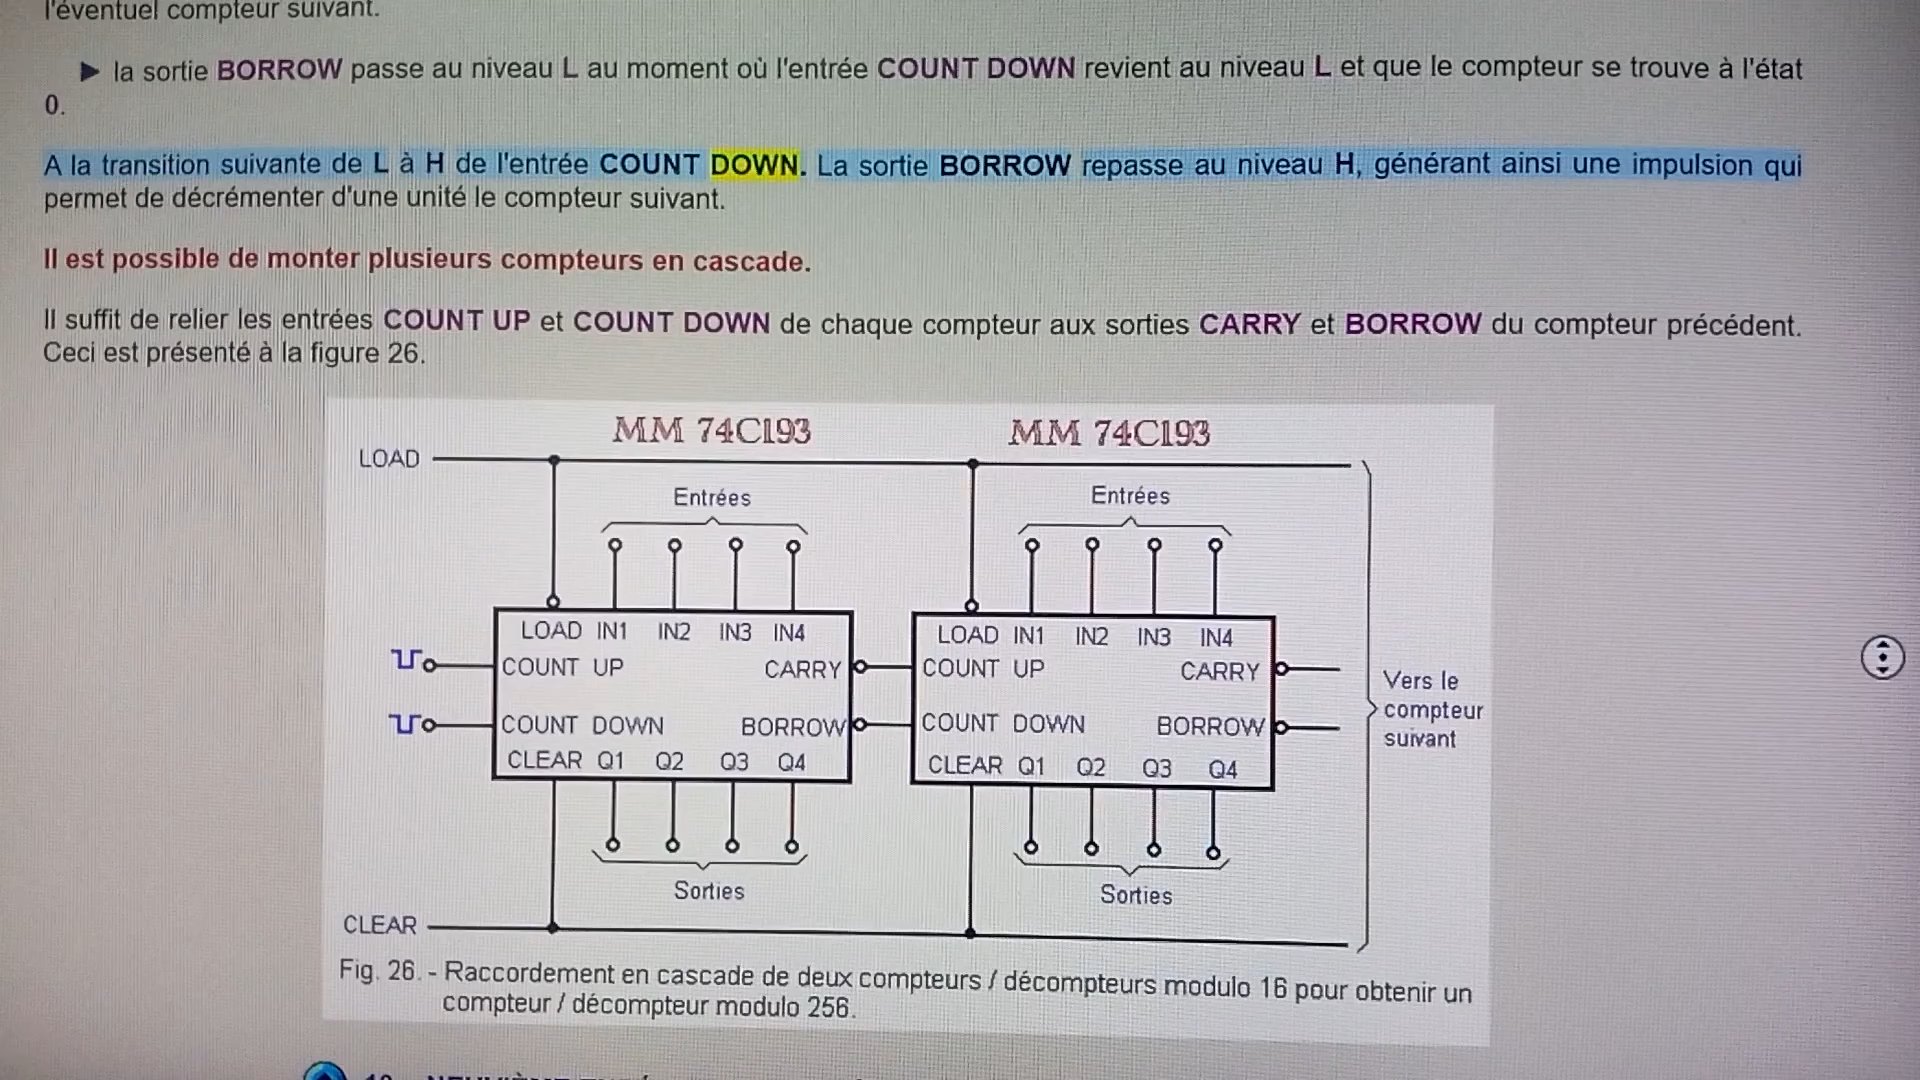 l'éventuel compteur suivant.
► la sortie BORROW passe au niveau L au moment où l'entrée COUNT DOWN revient au niveau L et que le compteur se trouve à l'état
0.
A la transition suivante de L à H de l'entrée COUNT DOWN. La sortie BORROW repasse au niveau H, générant ainsi une impulsion qui
permet de décrémenter d'une unité le compteur suivant.
Il est possible de monter plusieurs compteurs en cascade.
Il suffit de relier les entrées COUNT UP et COUNT DOWN de chaque compteur aux sorties CARRY et BORROW du compteur précédent.
Ceci est présenté à la figure 26.
MM 74C193 MM 74C193
LOAD
Entrées Entrées
LOAD IN1 IN2 IN3 IN4 LOAD IN1 IN2 IN3 IN4
COUNT UP CARRY COUNT UP CARRY
COUNT DOWN BORROW COUNT DOWN BORROW
CLEAR Q1 Q2 Q3 Q4 CLEAR Q1 Q2 Q3 Q4
Vers le
compteur
suivant
Sorties Sorties
CLEAR
Fig. 26. - Raccordement en cascade de deux compteurs / décompteurs modulo 16 pour obtenir un
compteur / décompteur modulo 256.